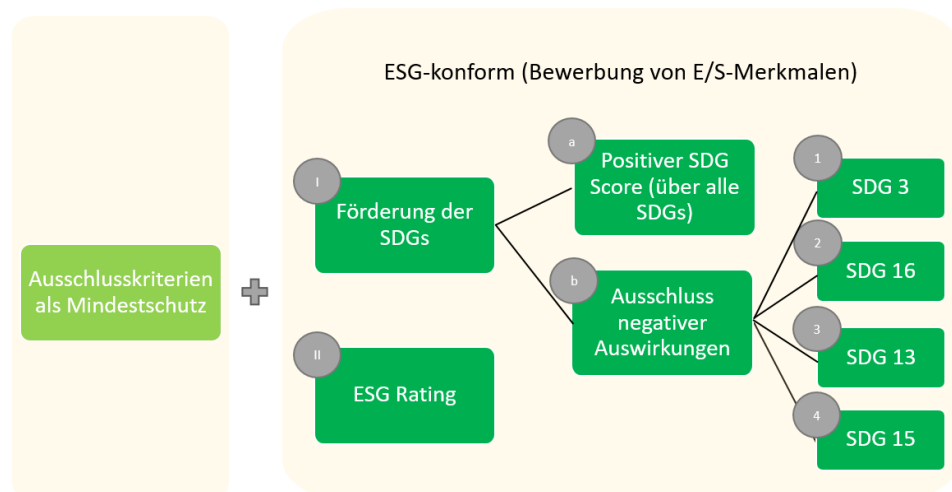 ESG-konform (Bewerbung von E/S-Merkmalen)
Ausschlusskriterien
als Mindestschutz
I
Förderung der
SDGs
II
ESG Rating
a
Positiver SDG
Score (über alle
SDGs)
b
Ausschluss
negativer
Auswirkungen
1
SDG 3
2
SDG 16
3
SDG 13
4
SDG 15